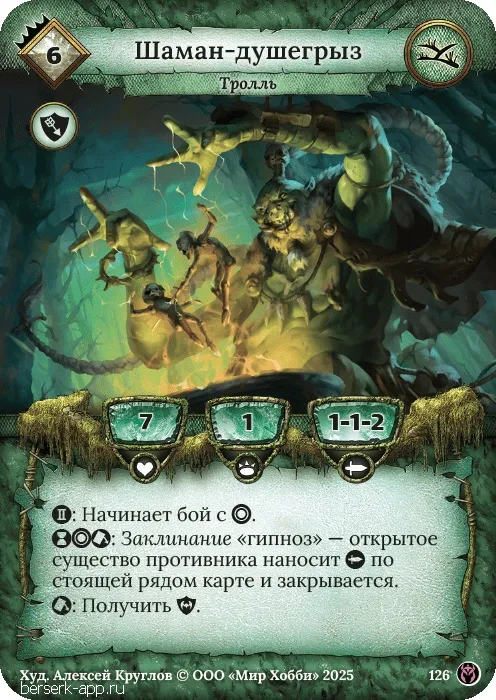 6
Шаман-душегрыз
Тролль
7
1
1-1-2
II: Начинает бой с .
: Заклинание «гипноз» — открытое
существо противника наносит по
стоящей рядом карте и закрывается.
: Получить .
Худ. Алексей Круглов © ООО «Мир Хобби» 2025
126
berserk-app.ru